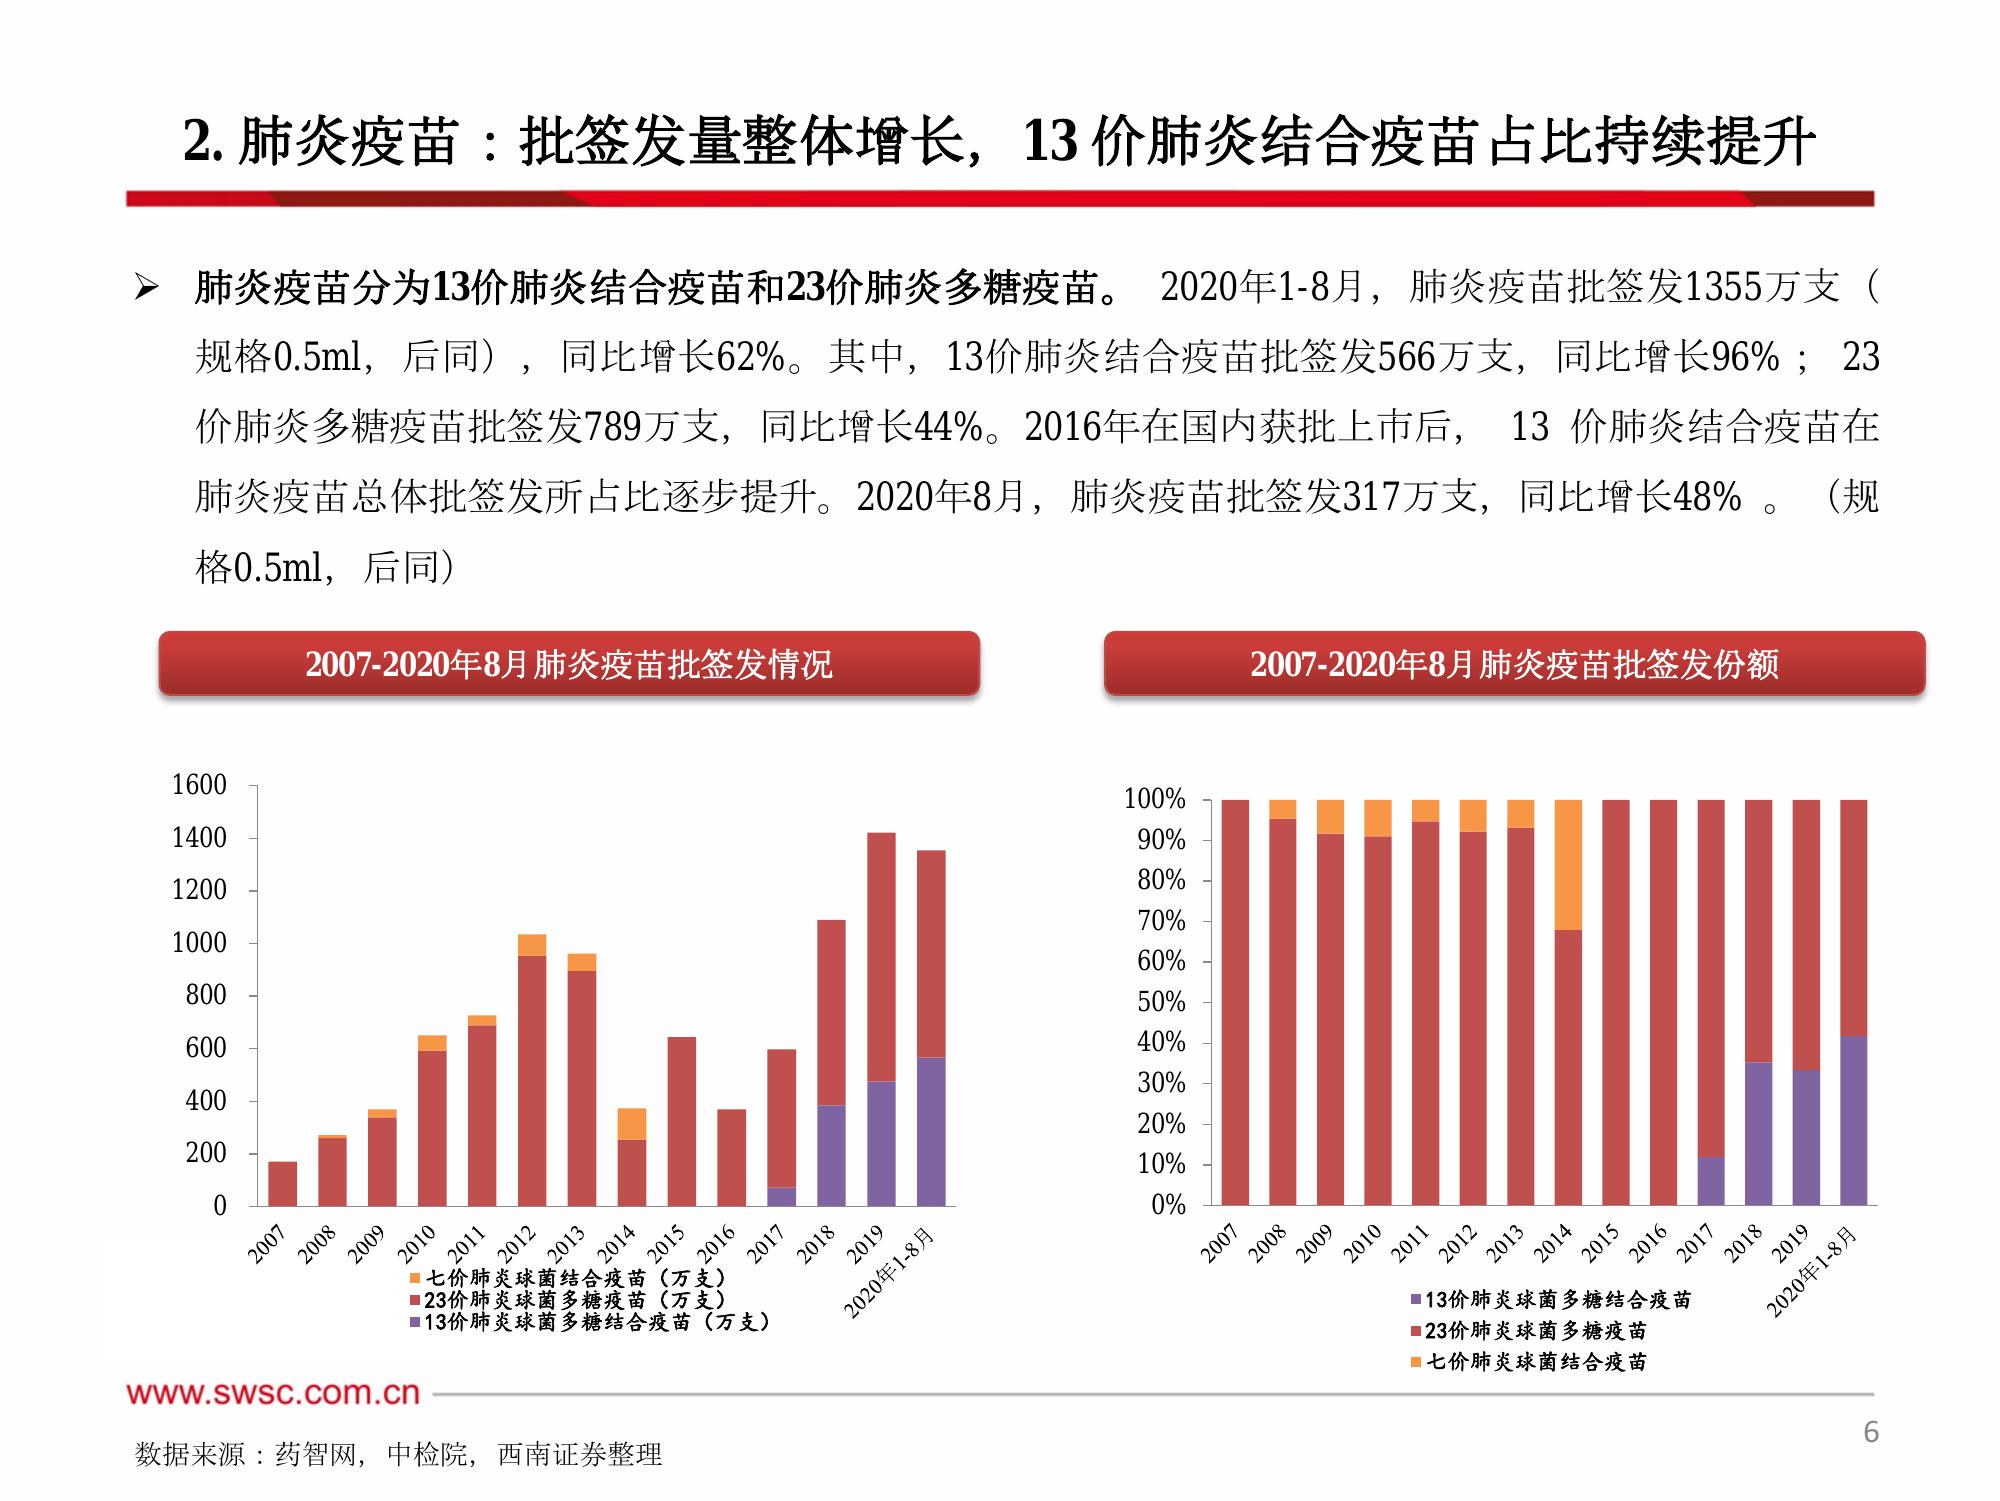 2. 肺炎疫苗：批签发量整体增长，13 价肺炎结合疫苗占比持续提升
➢ 肺炎疫苗分为13价肺炎结合疫苗和23价肺炎多糖疫苗。 2020年1-8月，肺炎疫苗批签发1355万支（
规格0.5ml，后同），同比增长62%。其中，13价肺炎结合疫苗批签发566万支，同比增长96%； 23
价肺炎多糖疫苗批签发789万支，同比增长44%。2016年在国内获批上市后， 13 价肺炎结合疫苗在
肺炎疫苗总体批签发所占比逐步提升。2020年8月，肺炎疫苗批签发317万支，同比增长48% 。（规
格0.5ml，后同）
2007-2020年8月肺炎疫苗批签发情况
1600
1400
1200
1000
800
600
400
200
0
2007 2008 2009 2010 2011 2012 2013 2014 2015 2016 2017 2018 2019 2020年1-8月
七价肺炎球菌结合疫苗（万支）
23价肺炎球菌多糖疫苗（万支）
13价肺炎球菌多糖结合疫苗（万支）
2007-2020年8月肺炎疫苗批签发份额
100%
90%
80%
70%
60%
50%
40%
30%
20%
10%
0%
2007 2008 2009 2010 2011 2012 2013 2014 2015 2016 2017 2018 2019 2020年1-8月
13价肺炎球菌多糖结合疫苗
23价肺炎球菌多糖疫苗
七价肺炎球菌结合疫苗
www.swsc.com.cn
6
数据来源：药智网，中检院，西南证券整理